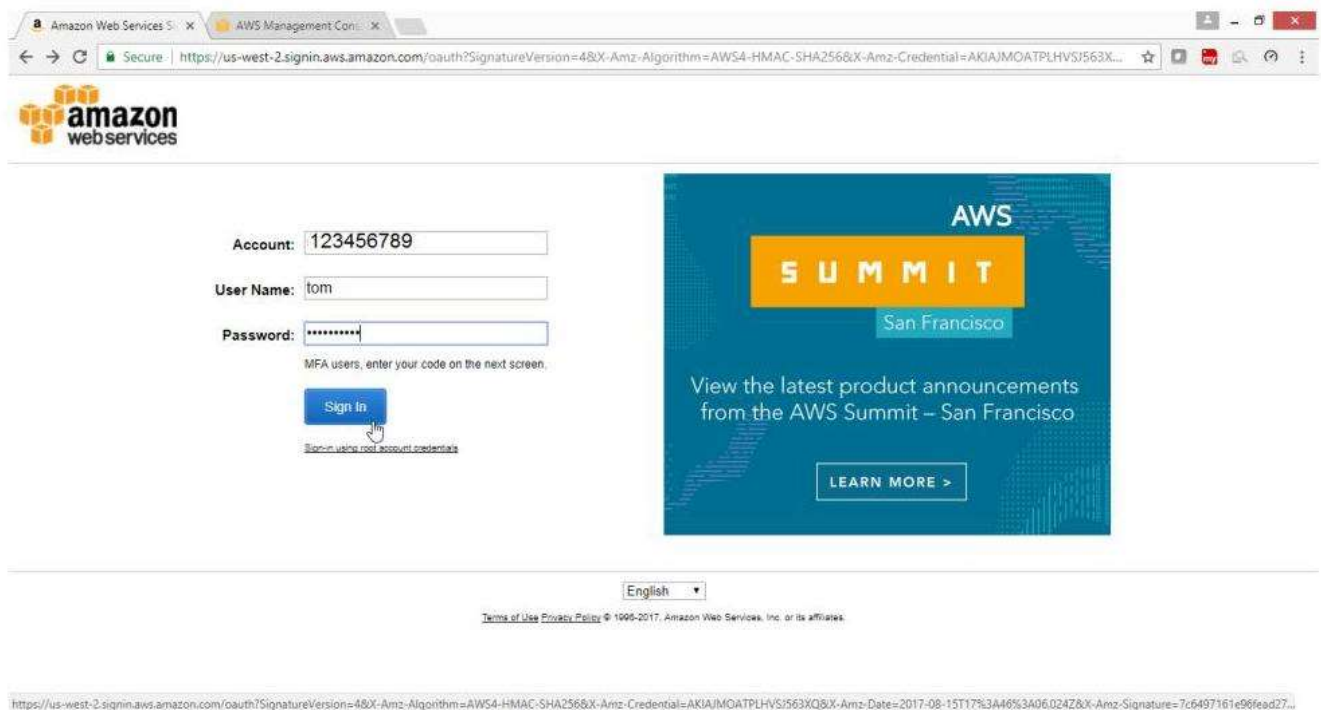 Amazon Web Services S
AWS Management Con
Secure
https://us-west-2.signin.aws.amazon.com/oauth?SignatureVersion=4&X-Amz-Algorithm=AWS4-HMAC-SHA256&X-Amz-Credential=AKIAJMOATPLHVSJ563X...
my
amazon
web services
Account: 123456789
User Name: tom
Password: ••••••••••
MFA users, enter your code on the next screen.
Sign In
Sign-in using root account credentials
AWS
SUMMIT
San Francisco
View the latest product announcements
from the AWS Summit – San Francisco
LEARN MORE >
English
Terms of Use Privacy Policy © 1996-2017, Amazon Web Services, Inc. or its affiliates.
https://us-west-2.signin.aws.amazon.com/oauth?SignatureVersion=4&X-Amz-Algorithm=AWS4-HMAC-SHA256&X-Amz-Credential=AKIAJMOATPLHVSJ563XQ&X-Amz-Date=2017-08-15T17%3A46%3A06.024Z&X-Amz-Signature=7c6497161e96fead27...